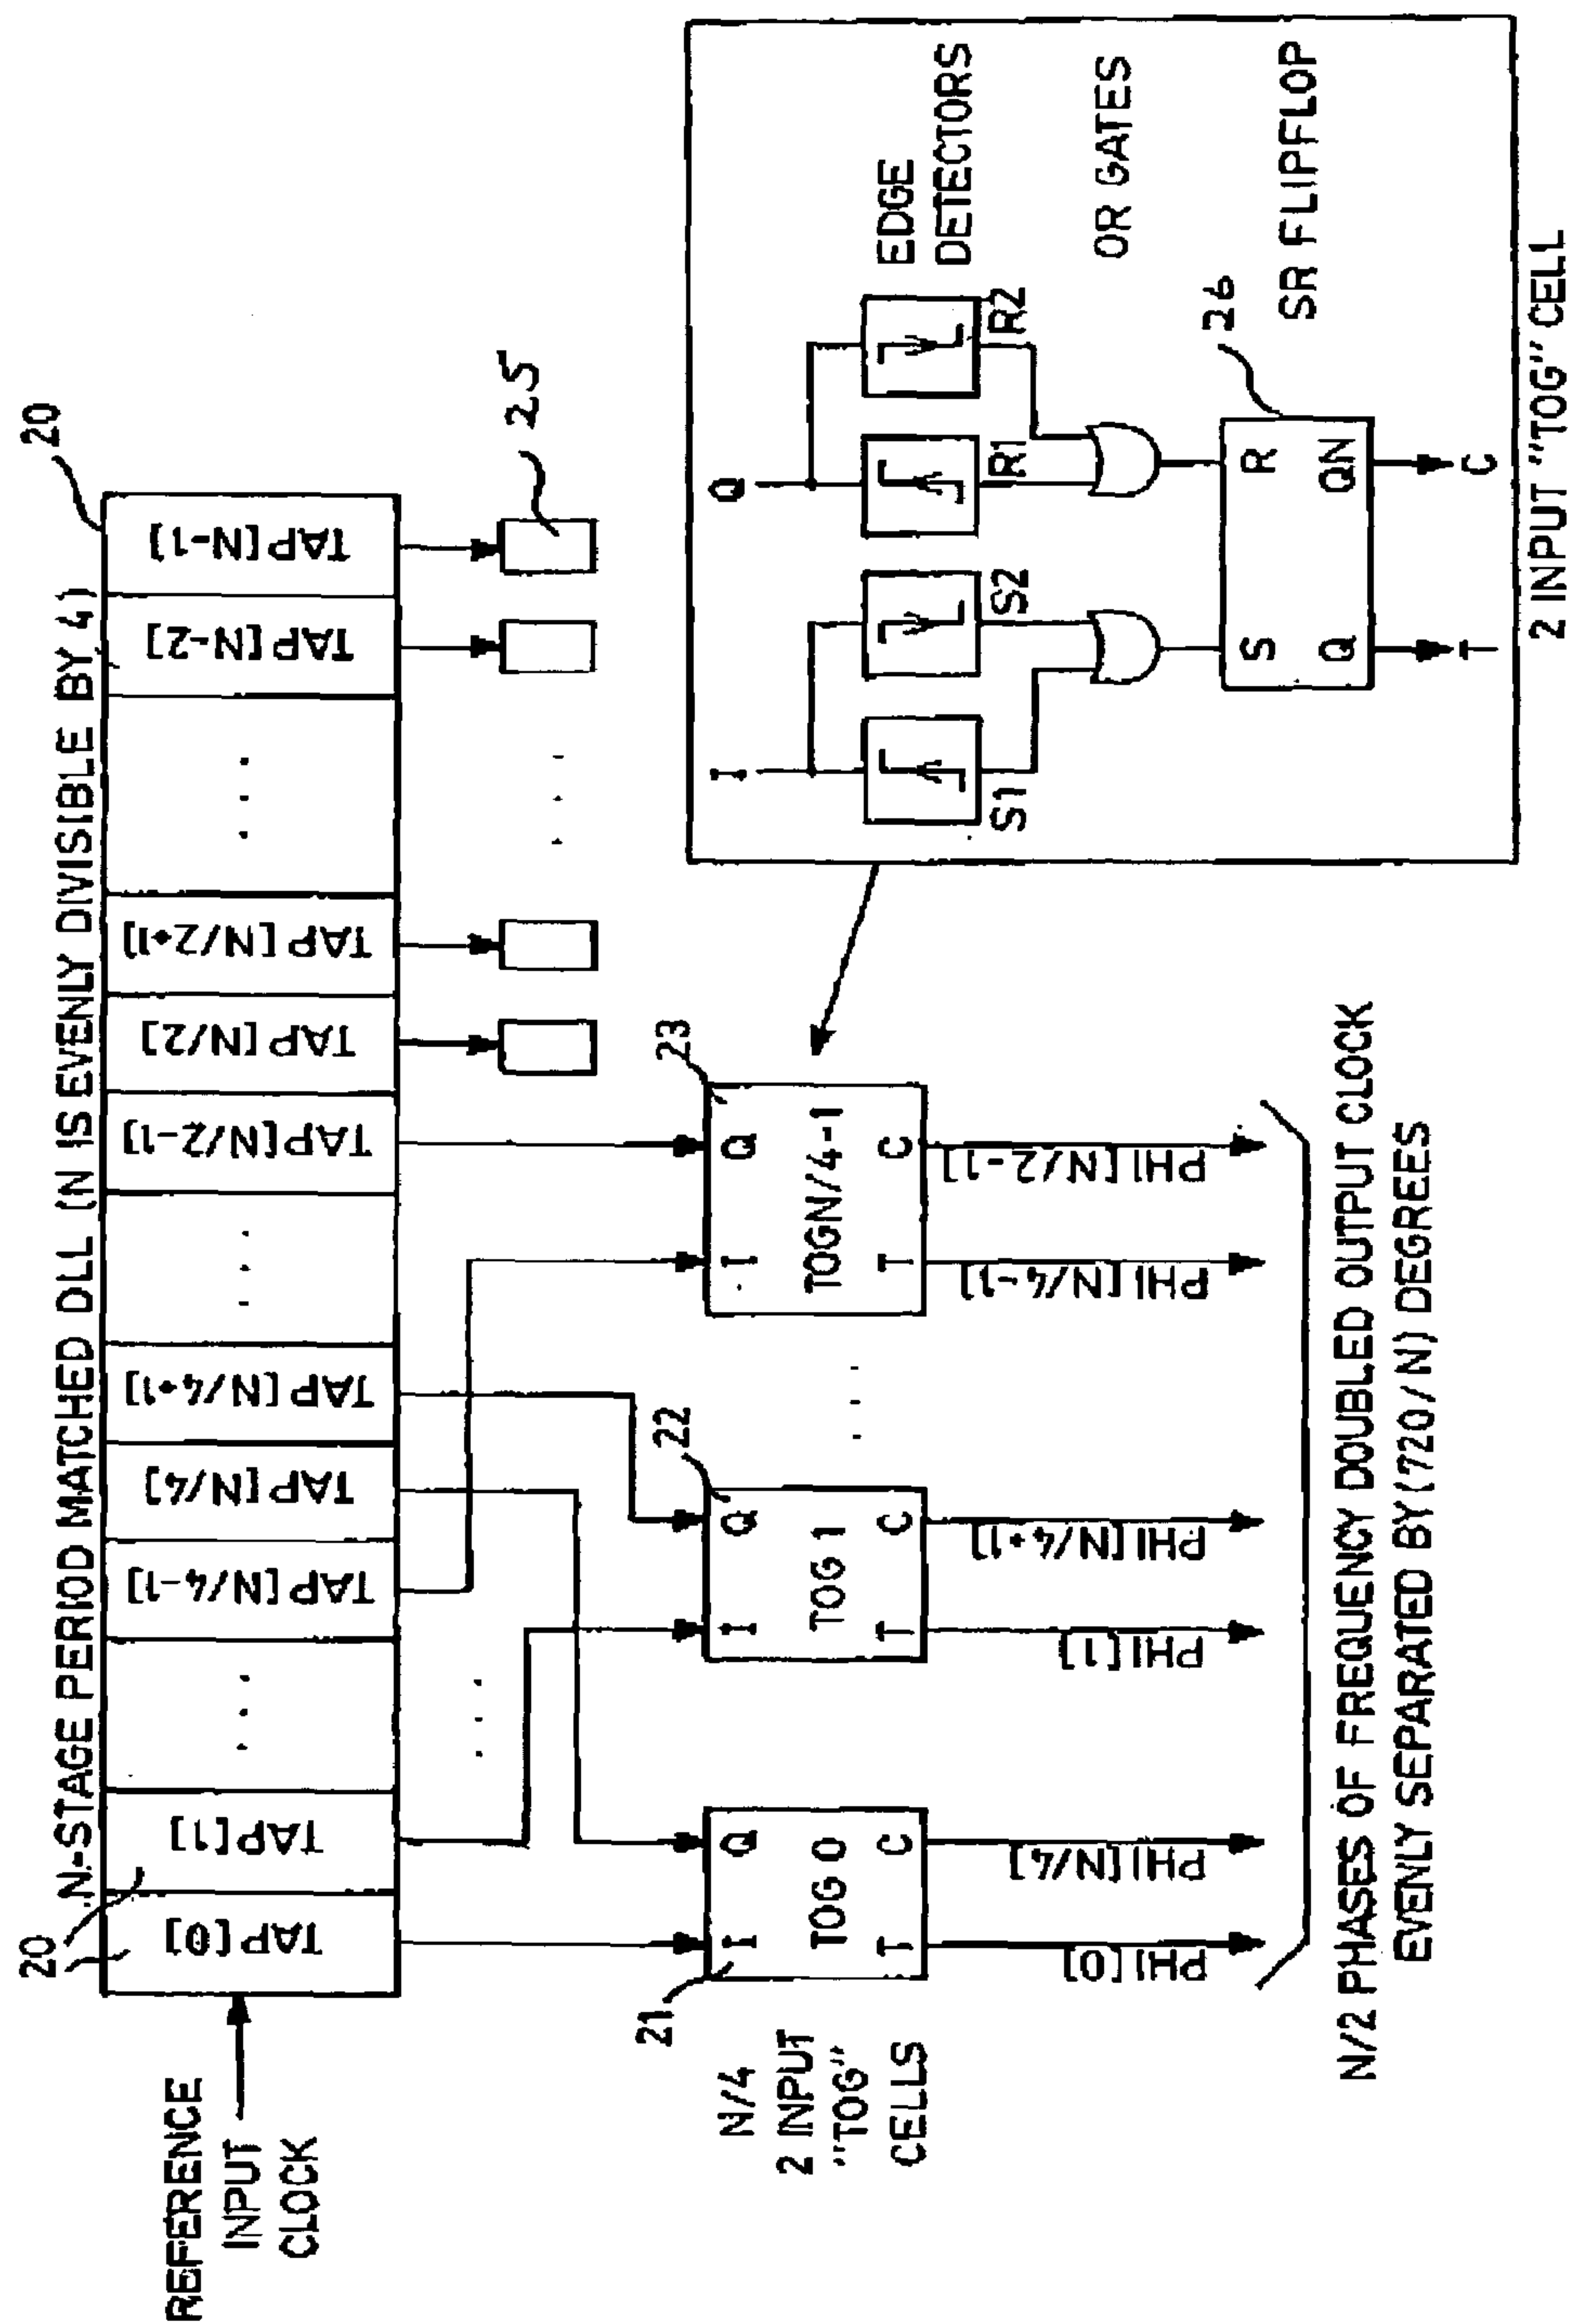 N-STAGE PERIOD MATCHED DLL (N IS EVENLY DIVISIBLE BY 4)
20
20
REFERENCE
INPUT
CLOCK
TAP[0]
TAP[1]
. . .
TAP[N/4-1]
TAP[N/4]
TAP[N/4+1]
. . .
TAP[N/2-1]
TAP[N/2]
TAP[N/2+1]
. . .
TAP[N-2]
TAP[N-1]
. . .
. . .
25
N/4
2 INPUT
"TOG"
CELLS
21
I Q
TOG 0
T C
22
I Q
TOG 1
T C
. . .
23
I Q
TOGN/4-1
T C
PHI[0]
PHI[N/4]
PHI[1]
PHI[N/4+1]
PHI[N/4-1]
PHI[N/2-1]
N/2 PHASES OF FREQUENCY DOUBLED OUTPUT CLOCK
EVENLY SEPARATED BY (720/N) DEGREES
I Q
EDGE
DETECTORS
S1 S2 R1 R2
OR GATES
26
S R
Q QN
SR FLIPFLOP
T C
2 INPUT "TOG" CELL